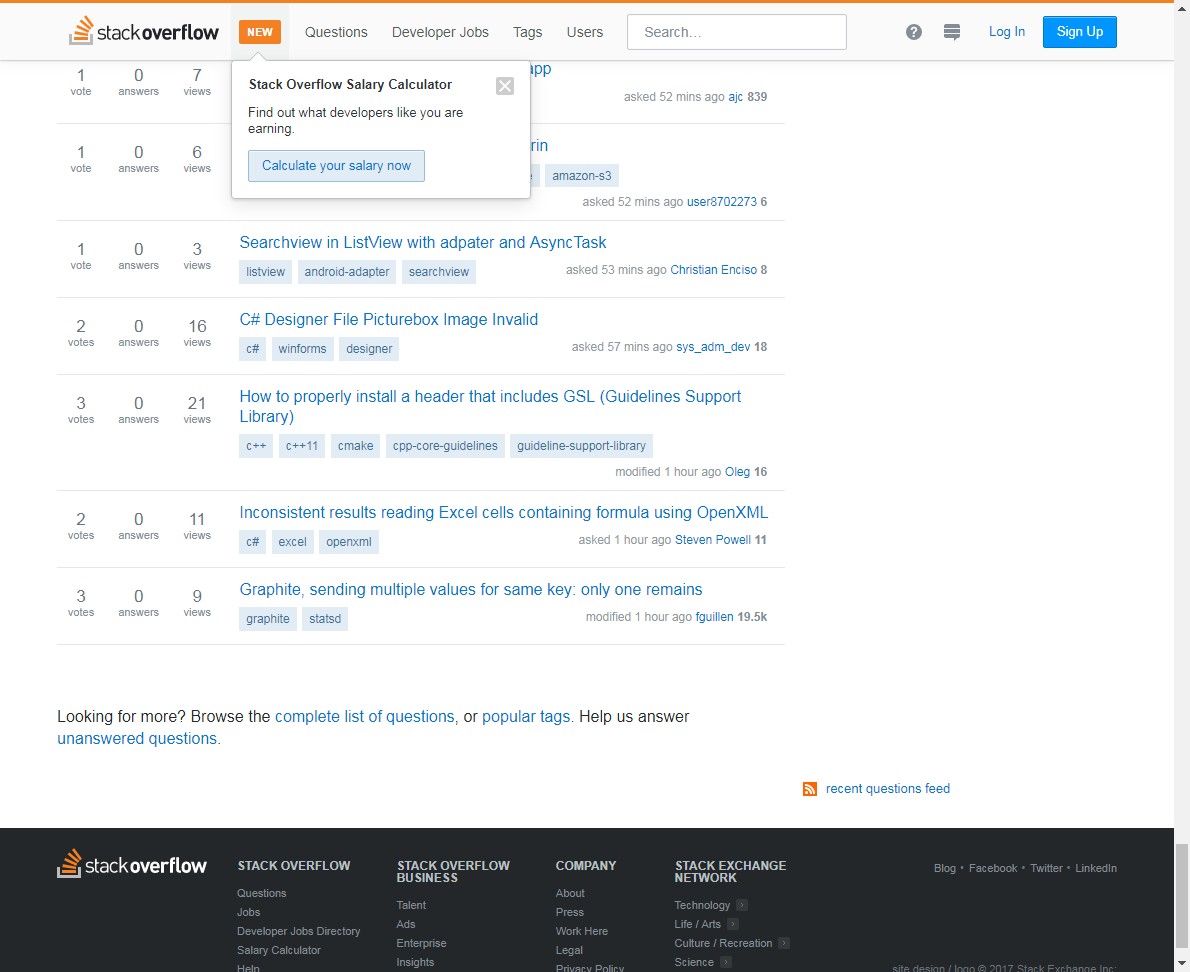 stack overflow NEW Questions Developer Jobs Tags Users Search... ? Log In Sign Up
Stack Overflow Salary Calculator
Find out what developers like you are
earning.
Calculate your salary now
1 0 7 app
vote answers views
asked 52 mins ago ajc 839
1 0 6 rin
vote answers views
amazon-s3
asked 52 mins ago user8702273 6
1 0 3 Searchview in ListView with adpater and AsyncTask
vote answers views
listview android-adapter searchview asked 53 mins ago Christian Enciso 8
2 0 16 C# Designer File Picturebox Image Invalid
votes answers views
c# winforms designer asked 57 mins ago sys_adm_dev 18
3 0 21 How to properly install a header that includes GSL (Guidelines Support
votes answers views Library)
c++ c++11 cmake cpp-core-guidelines guideline-support-library
modified 1 hour ago Oleg 16
2 0 11 Inconsistent results reading Excel cells containing formula using OpenXML
votes answers views
c# excel openxml asked 1 hour ago Steven Powell 11
3 0 9 Graphite, sending multiple values for same key: only one remains
votes answers views
graphite statsd modified 1 hour ago fguillen 19.5k
Looking for more? Browse the complete list of questions, or popular tags. Help us answer
unanswered questions.
recent questions feed
stack overflow
STACK OVERFLOW
Questions
Jobs
Developer Jobs Directory
Salary Calculator
Help
STACK OVERFLOW
BUSINESS
Talent
Ads
Enterprise
Insights
COMPANY
About
Press
Work Here
Legal
Privacy Policy
STACK EXCHANGE
NETWORK
Technology
Life / Arts
Culture / Recreation
Science
Blog • Facebook • Twitter • LinkedIn
site design / logo © 2017 Stack Exchange Inc;